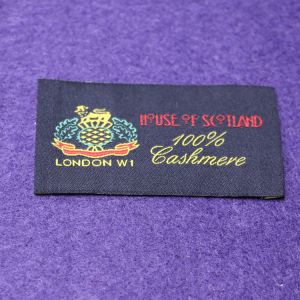 HOUSE OF SCOTLAND
100%
Cashmere
LONDON W1